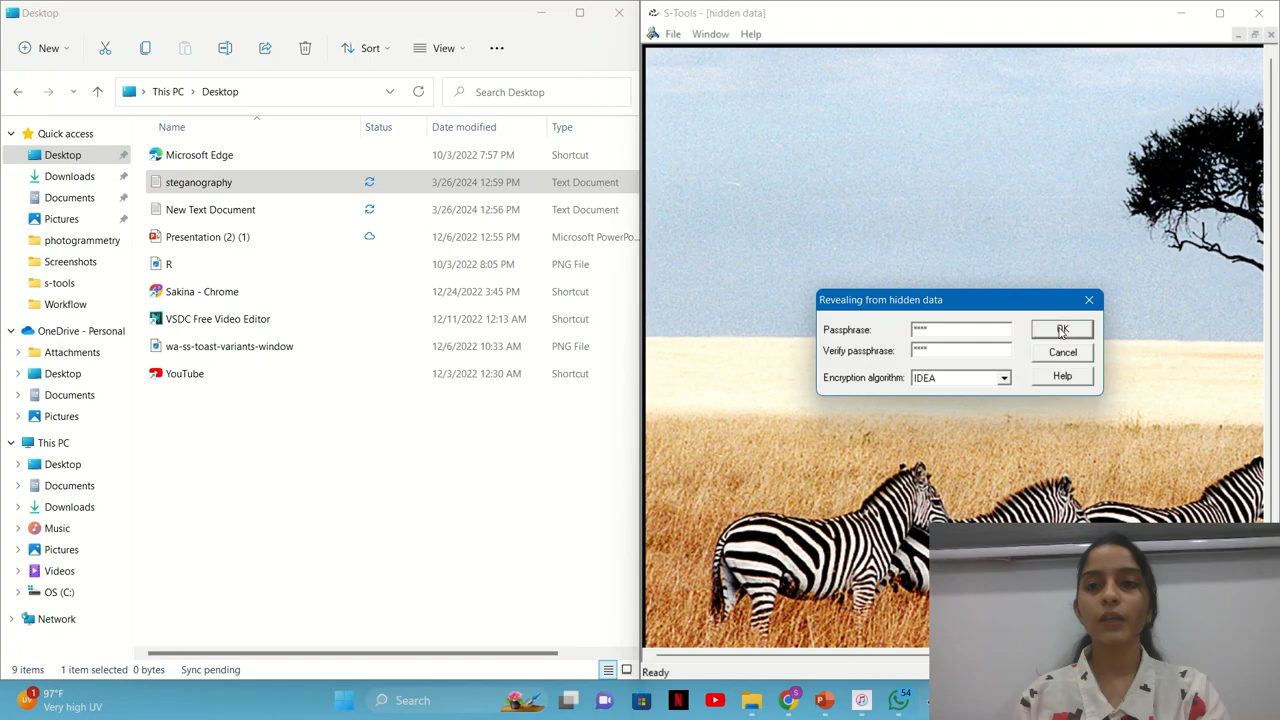 Desktop
New
Sort
View
This PC
Desktop
Search Desktop
Name
Status
Date modified
Type
Quick access
Desktop
Downloads
Documents
Pictures
photogrammetry
Screenshots
s-tools
Workflow
OneDrive - Personal
Attachments
Desktop
Documents
Pictures
This PC
Desktop
Documents
Downloads
Music
Pictures
Videos
OS (C:)
Network
Microsoft Edge 10/3/2022 7:57 PM Shortcut
steganography 3/26/2024 12:59 PM Text Document
New Text Document 3/26/2024 12:56 PM Text Document
Presentation (2) (1) 12/6/2022 12:55 PM Microsoft PowerPo...
R 10/3/2022 8:05 PM PNG File
Sakina - Chrome 12/24/2022 3:45 PM Shortcut
VSDC Free Video Editor 12/11/2022 12:13 AM Shortcut
wa-ss-toast-variants-window 12/6/2022 10:33 AM PNG File
YouTube 12/3/2022 12:30 AM Shortcut
9 items 1 item selected 0 bytes Sync pending
S-Tools - [hidden data]
File Window Help
Revealing from hidden data
Passphrase: ****
OK
Verify passphrase: ****
Cancel
Encryption algorithm: IDEA
Help
Ready
1
97°F
Very high UV
Search
S
54